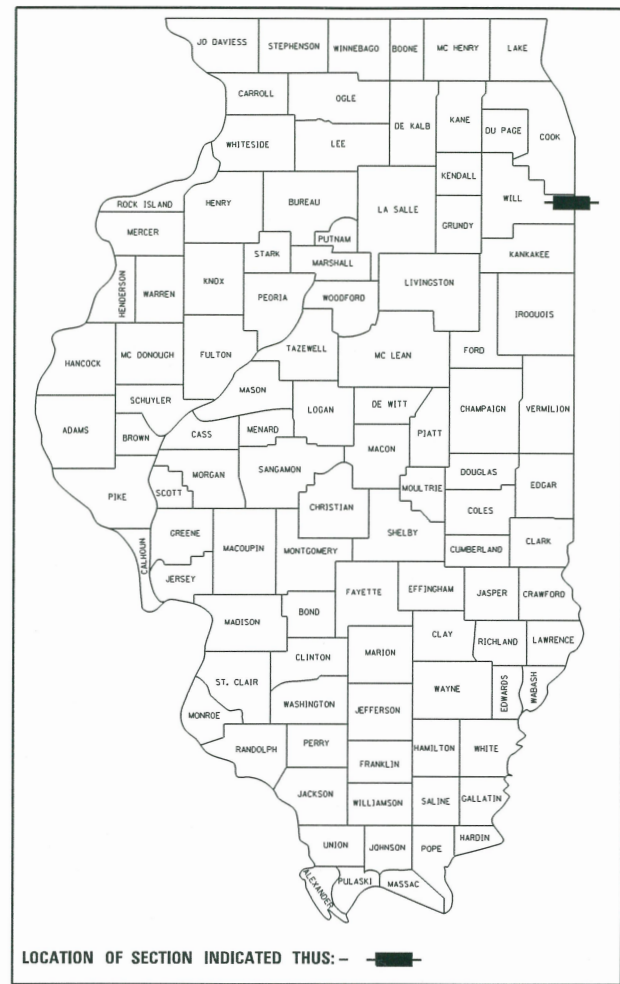 JO DAVIESS
STEPHENSON
WINNEBAGO
BOONE
MC HENRY
LAKE
CARROLL
OGLE
DE KALB
KANE
DU PAGE
COOK
WHITESIDE
LEE
KENDALL
WILL
ROCK ISLAND
HENRY
BUREAU
LA SALLE
GRUNDY
MERCER
PUTNAM
KANKAKEE
STARK
MARSHALL
HENDERSON
WARREN
KNOX
PEORIA
WOODFORD
LIVINGSTON
IROQUOIS
HANCOCK
MC DONOUGH
FULTON
TAZEWELL
MC LEAN
FORD
SCHUYLER
MASON
LOGAN
DE WITT
CHAMPAIGN
VERMILION
ADAMS
BROWN
CASS
MENARD
MACON
PIATT
PIKE
SCOTT
MORGAN
SANGAMON
MOULTRIE
DOUGLAS
EDGAR
CHRISTIAN
COLES
CALHOUN
GREENE
MACOUPIN
MONTGOMERY
SHELBY
CUMBERLAND
CLARK
JERSEY
FAYETTE
EFFINGHAM
JASPER
CRAWFORD
MADISON
BOND
CLAY
RICHLAND
LAWRENCE
CLINTON
MARION
ST. CLAIR
WAYNE
EDWARDS
WABASH
WASHINGTON
JEFFERSON
MONROE
RANDOLPH
PERRY
HAMILTON
WHITE
FRANKLIN
JACKSON
WILLIAMSON
SALINE
GALLATIN
UNION
JOHNSON
POPE
HARDIN
ALEXANDER
PULASKI
MASSAC
LOCATION OF SECTION INDICATED THUS: –